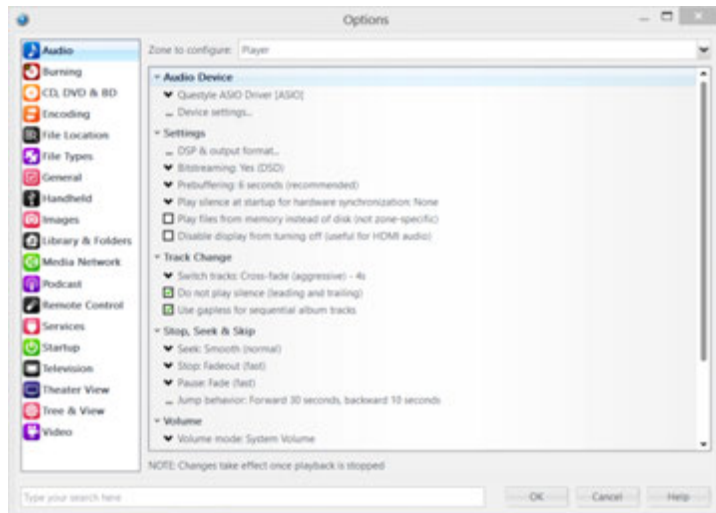 Options
Audio
Burning
CD, DVD & BD
Encoding
File Location
File Types
General
Handheld
Images
Library & Folders
Media Network
Podcast
Remote Control
Services
Startup
Television
Theater View
Tree & View
Video
Zone to configure: Player
Audio Device
Questyle ASIO Driver [ASIO]
Device settings...
Settings
DSP & output format...
Bitstreaming: Yes (DSD)
Prebuffering: 6 seconds (recommended)
Play silence at startup for hardware synchronization: None
Play files from memory instead of disk (not zone-specific)
Disable display from turning off (useful for HDMI audio)
Track Change
Switch tracks: Cross-fade (aggressive) - 4s
Do not play silence (leading and trailing)
Use gapless for sequential album tracks
Stop, Seek & Skip
Seek: Smooth (normal)
Stop: Fadeout (fast)
Pause: Fade (fast)
Jump behavior: Forward 30 seconds, backward 10 seconds
Volume
Volume mode: System Volume
NOTE: Changes take effect once playback is stopped
Type your search here
OK Cancel Help